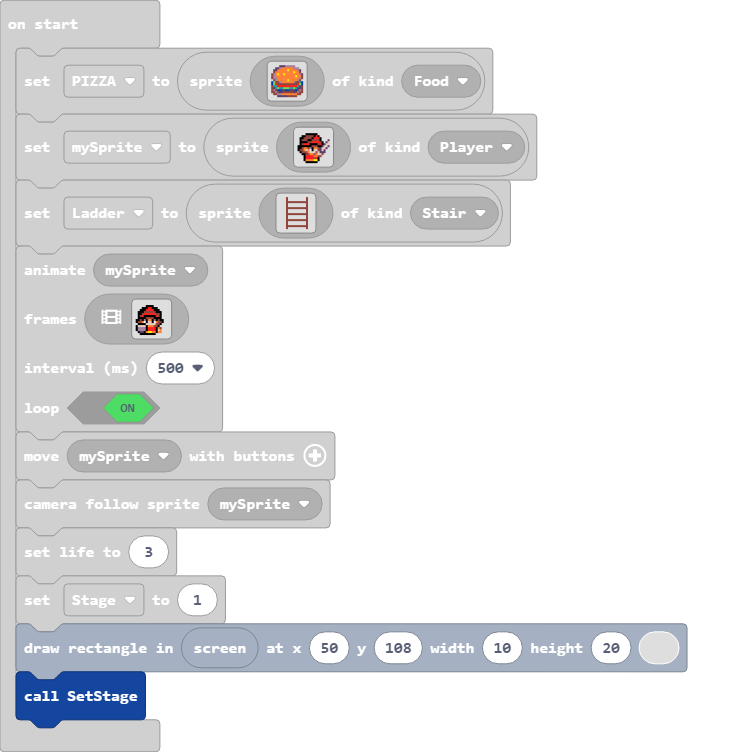 on start
set PIZZA to sprite of kind Food
set mySprite to sprite of kind Player
set Ladder to sprite of kind Stair
animate mySprite
frames
interval (ms) 500
loop ON
move mySprite with buttons
camera follow sprite mySprite
set life to 3
set Stage to 1
draw rectangle in screen at x 50 y 108 width 10 height 20
call SetStage